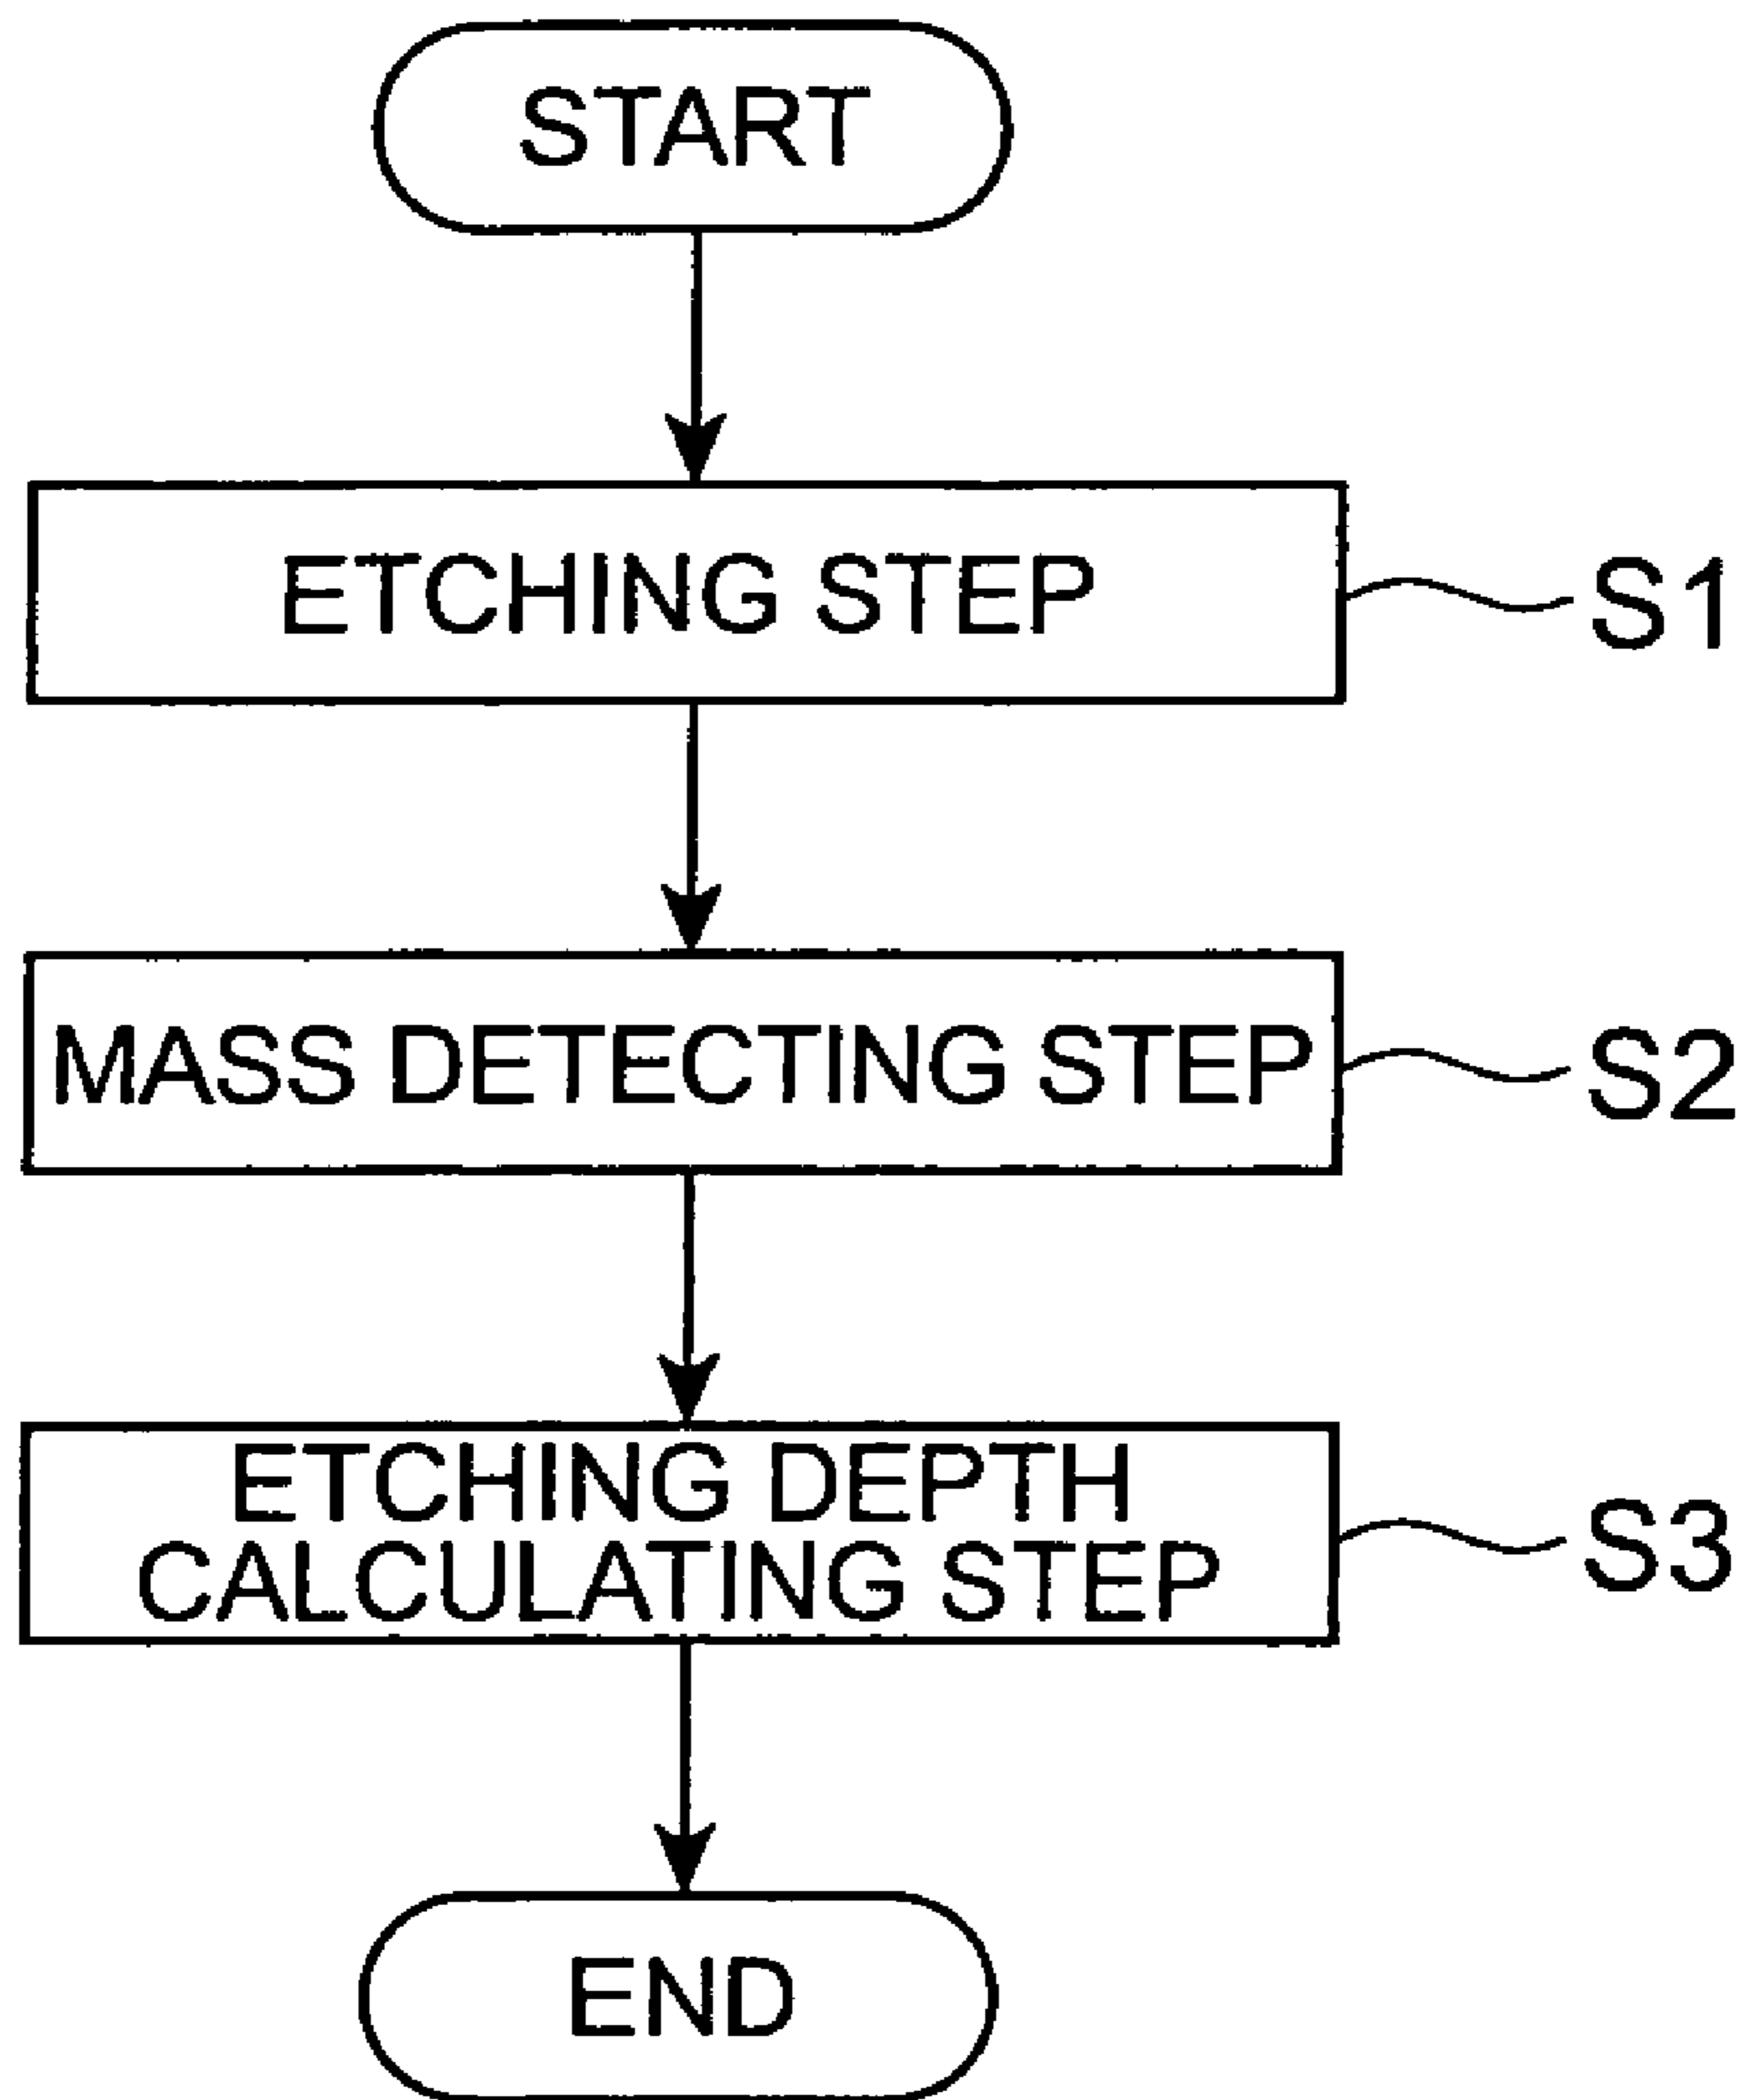 START
ETCHING STEP
S1
MASS DETECTING STEP
S2
ETCHING DEPTH
CALCULATING STEP
S3
END